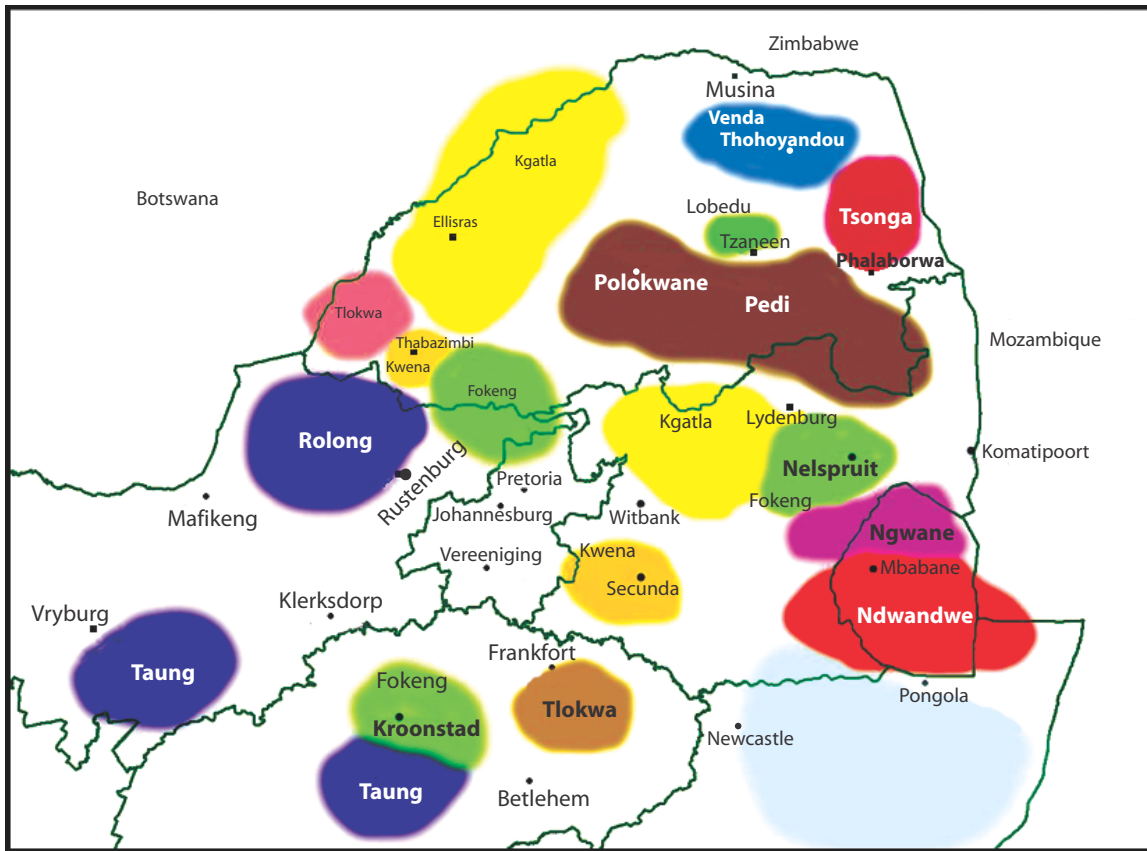 Zimbabwe
Musina
Venda
Thohoyandou
Kgatla
Botswana
Ellisras
Lobedu
Tzaneen
Tsonga
Phalaborwa
Polokwane
Pedi
Tlokwa
Thabazimbi
Kwena
Mozambique
Fokeng
Kgatla
Lydenburg
Rolong
Nelspruit
Komatipoort
Rustenburg
Pretoria
Mafikeng
Johannesburg
Witbank
Fokeng
Ngwane
Vereeniging
Kwena
Secunda
Mbabane
Klerksdorp
Vryburg
Ndwandwe
Taung
Frankfort
Fokeng
Kroonstad
Tlokwa
Pongola
Newcastle
Taung
Betlehem